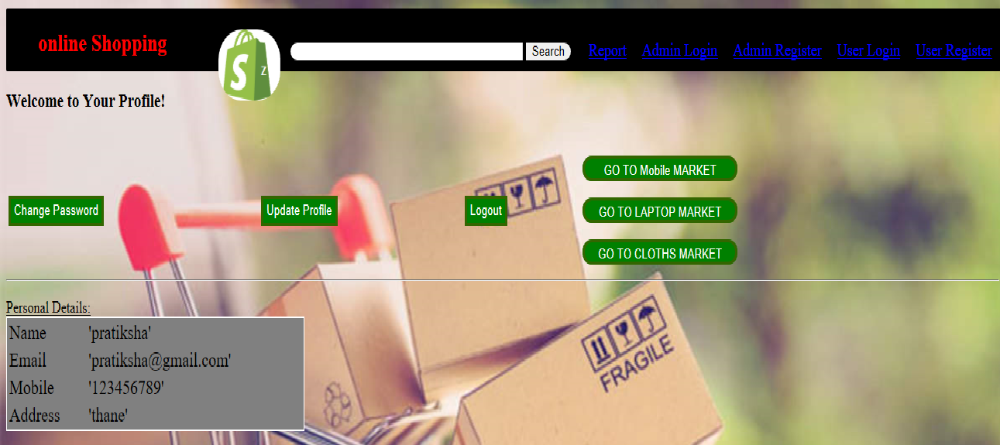 online Shopping
S
Z
Search
Report Admin Login Admin Register User Login User Register
Welcome to Your Profile!
GO TO Mobile MARKET
Change Password Update Profile Logout
GO TO LAPTOP MARKET
GO TO CLOTHS MARKET
Personal Details:
Name 'pratiksha'
Email 'pratiksha@gmail.com'
Mobile '123456789'
Address 'thane'
FRAGILE